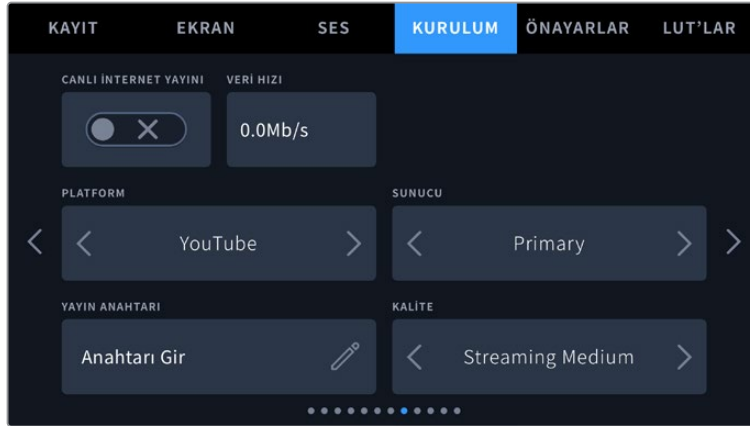 KAYIT EKRAN SES KURULUM ÖNAYARLAR LUT’LAR
CANLI İNTERNET YAYINI VERİ HIZI
0.0Mb/s
PLATFORM SUNUCU
YouTube Primary
YAYIN ANAHTARI KALİTE
Anahtarı Gir Streaming Medium